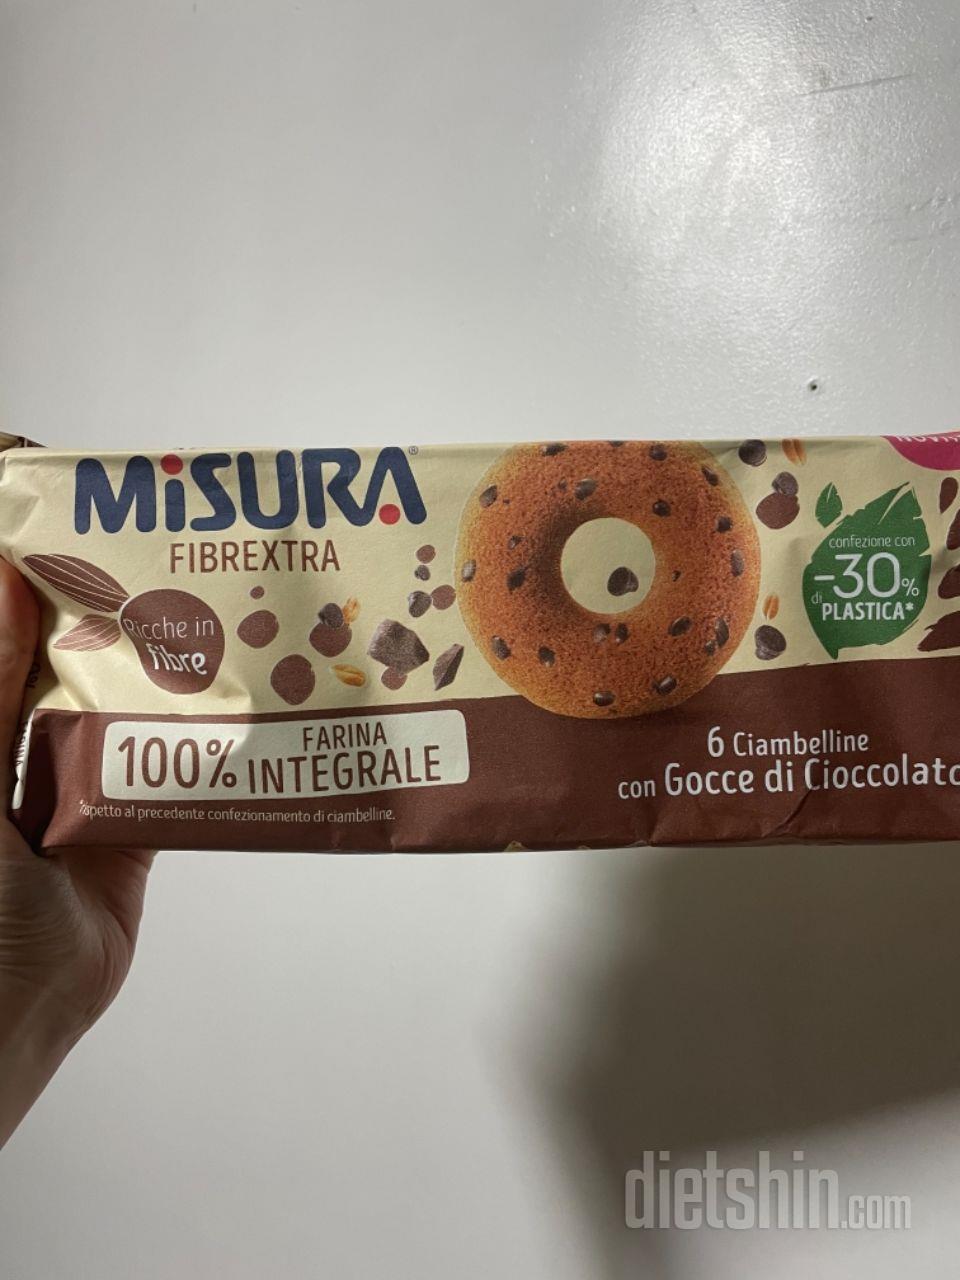 MiSURA®
FIBREXTRA
Ricche in
fibre
100% FARINA
INTEGRALE
*rispetto al precedente confezionamento di ciambelline.
confezione con
-30%
di PLASTICA*
6 Ciambelline
con Gocce di Cioccolato
dietshin.com